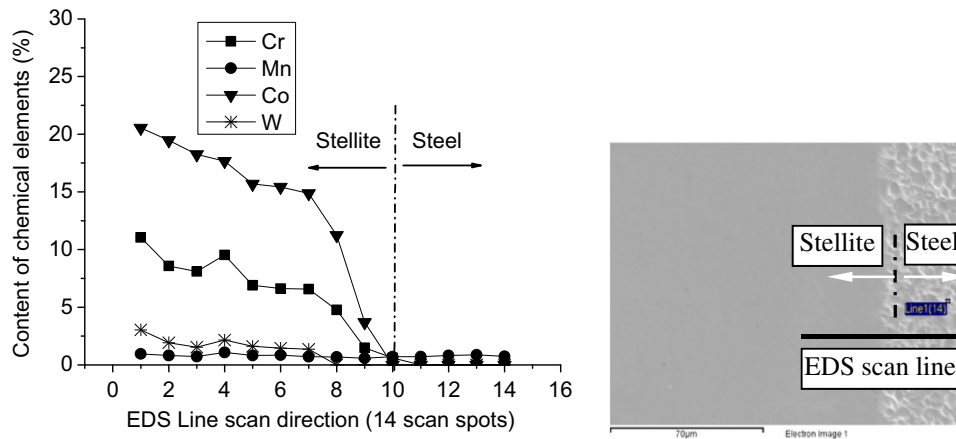 30
25
20
15
10
5
0
Content of chemical elements (%)
Cr
Mn
Co
W
Stellite Steel
0 2 4 6 8 10 12 14 16
EDS Line scan direction (14 scan spots)
Stellite Steel
Line1(14)
EDS scan line
70µm Electron Image 1